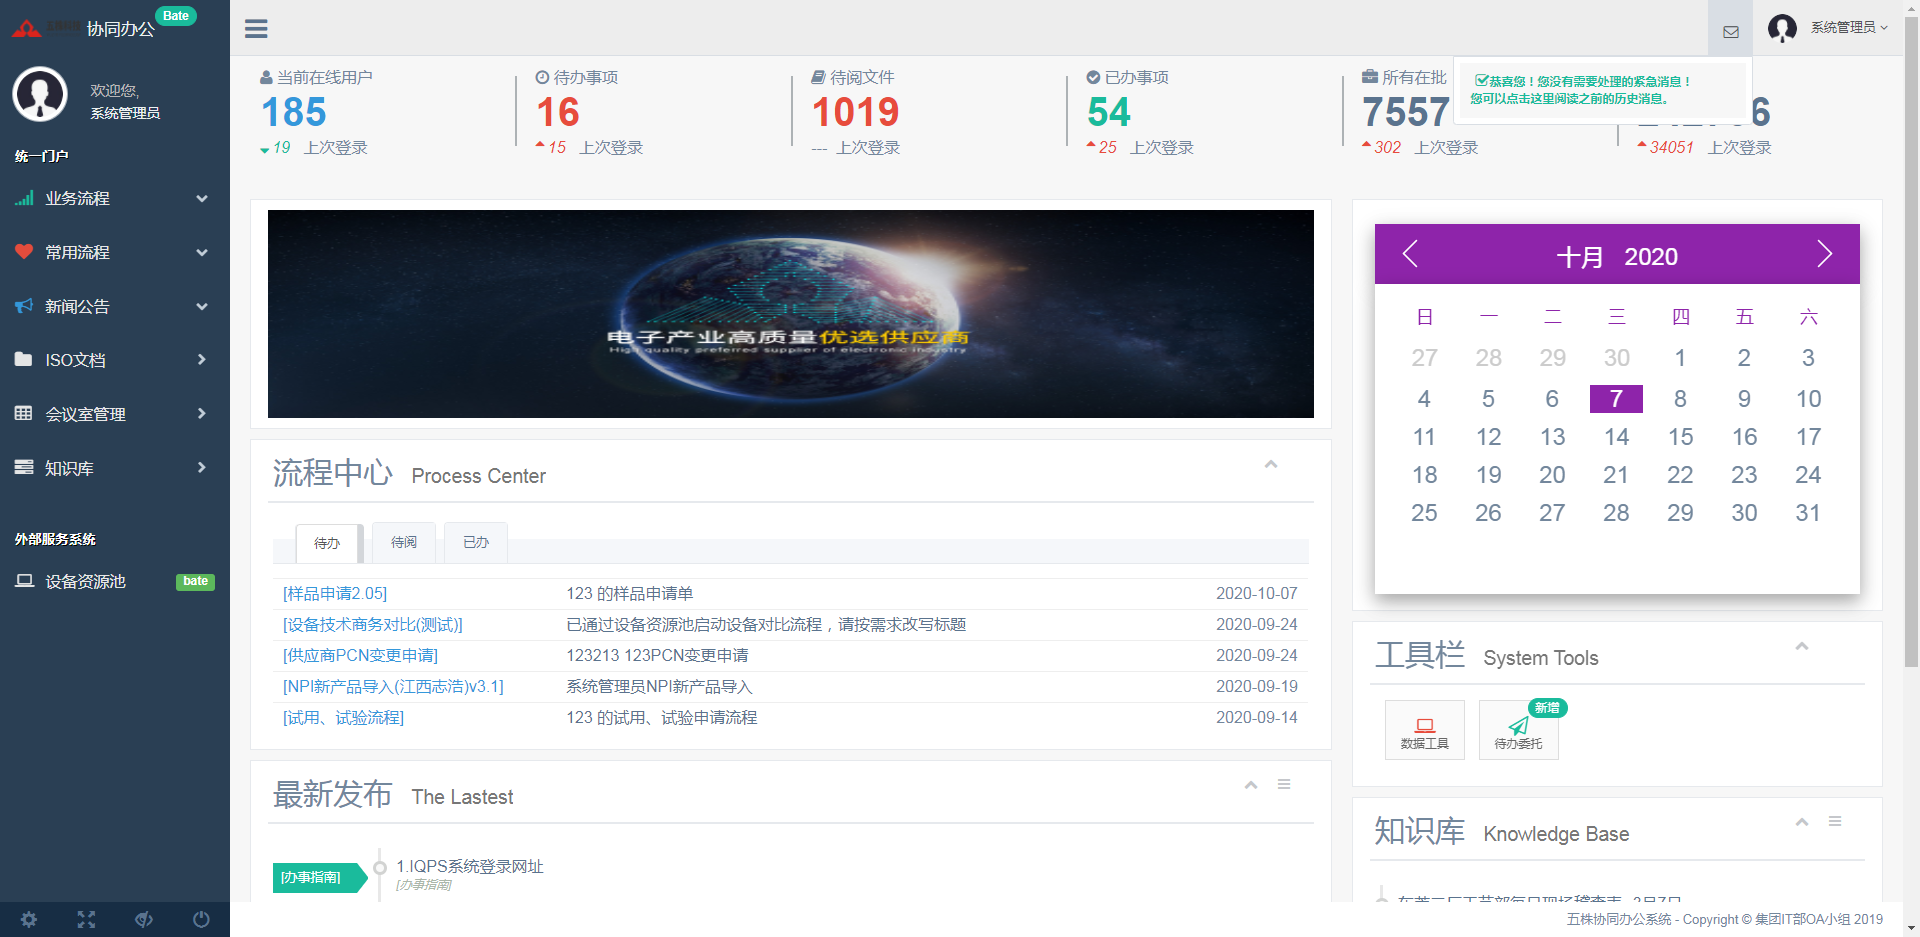 协同办公 Bate
欢迎您,
系统管理员
统一门户
业务流程
常用流程
新闻公告
ISO文档
会议室管理
知识库
外部服务系统
设备资源池 bate
系统管理员
恭喜您！您没有需要处理的紧急消息！
您可以点击这里阅读之前的历史消息。
当前在线用户
185
19 上次登录
待办事项
16
15 上次登录
待阅文件
1019
--- 上次登录
已办事项
54
25 上次登录
所有在批
7557
302 上次登录
6
34051 上次登录
电子产业高质量优选供应商
High quality preferred supplier of electronic industry
流程中心 Process Center
待办 待阅 已办
[样品申请2.05] 123 的样品申请单 2020-10-07
[设备技术商务对比(测试)] 已通过设备资源池启动设备对比流程，请按需求改写标题 2020-09-24
[供应商PCN变更申请] 123213 123PCN变更申请 2020-09-24
[NPI新产品导入(江西志浩)v3.1] 系统管理员NPI新产品导入 2020-09-19
[试用、试验流程] 123 的试用、试验申请流程 2020-09-14
最新发布 The Lastest
[办事指南] 1.IQPS系统登录网址
[办事指南]
十月 2020
日 一 二 三 四 五 六
27 28 29 30 1 2 3
4 5 6 7 8 9 10
11 12 13 14 15 16 17
18 19 20 21 22 23 24
25 26 27 28 29 30 31
工具栏 System Tools
数据工具
新增
待办委托
知识库 Knowledge Base
五株协同办公系统 - Copyright © 集团IT部OA小组 2019